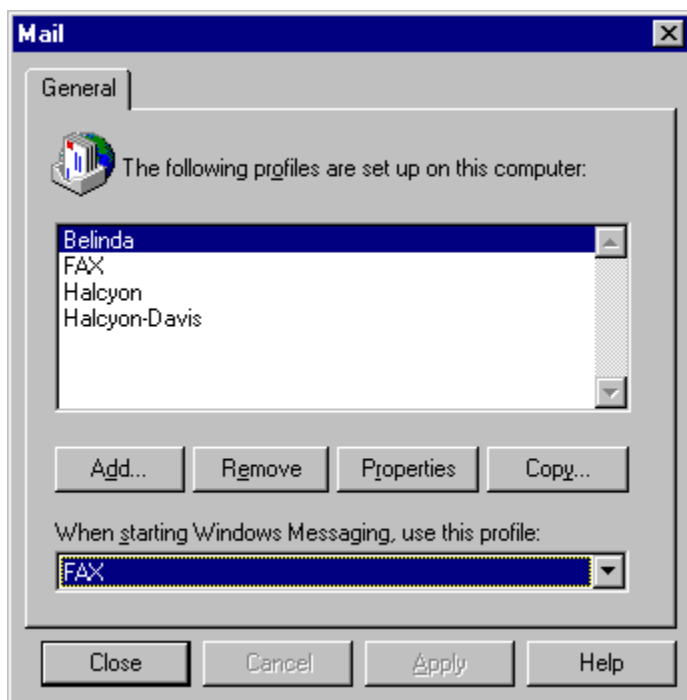 Mail
General
The following profiles are set up on this computer:
Belinda
FAX
Halcyon
Halcyon-Davis
Add... Remove Properties Copy...
When starting Windows Messaging, use this profile:
FAX
Close Cancel Apply Help